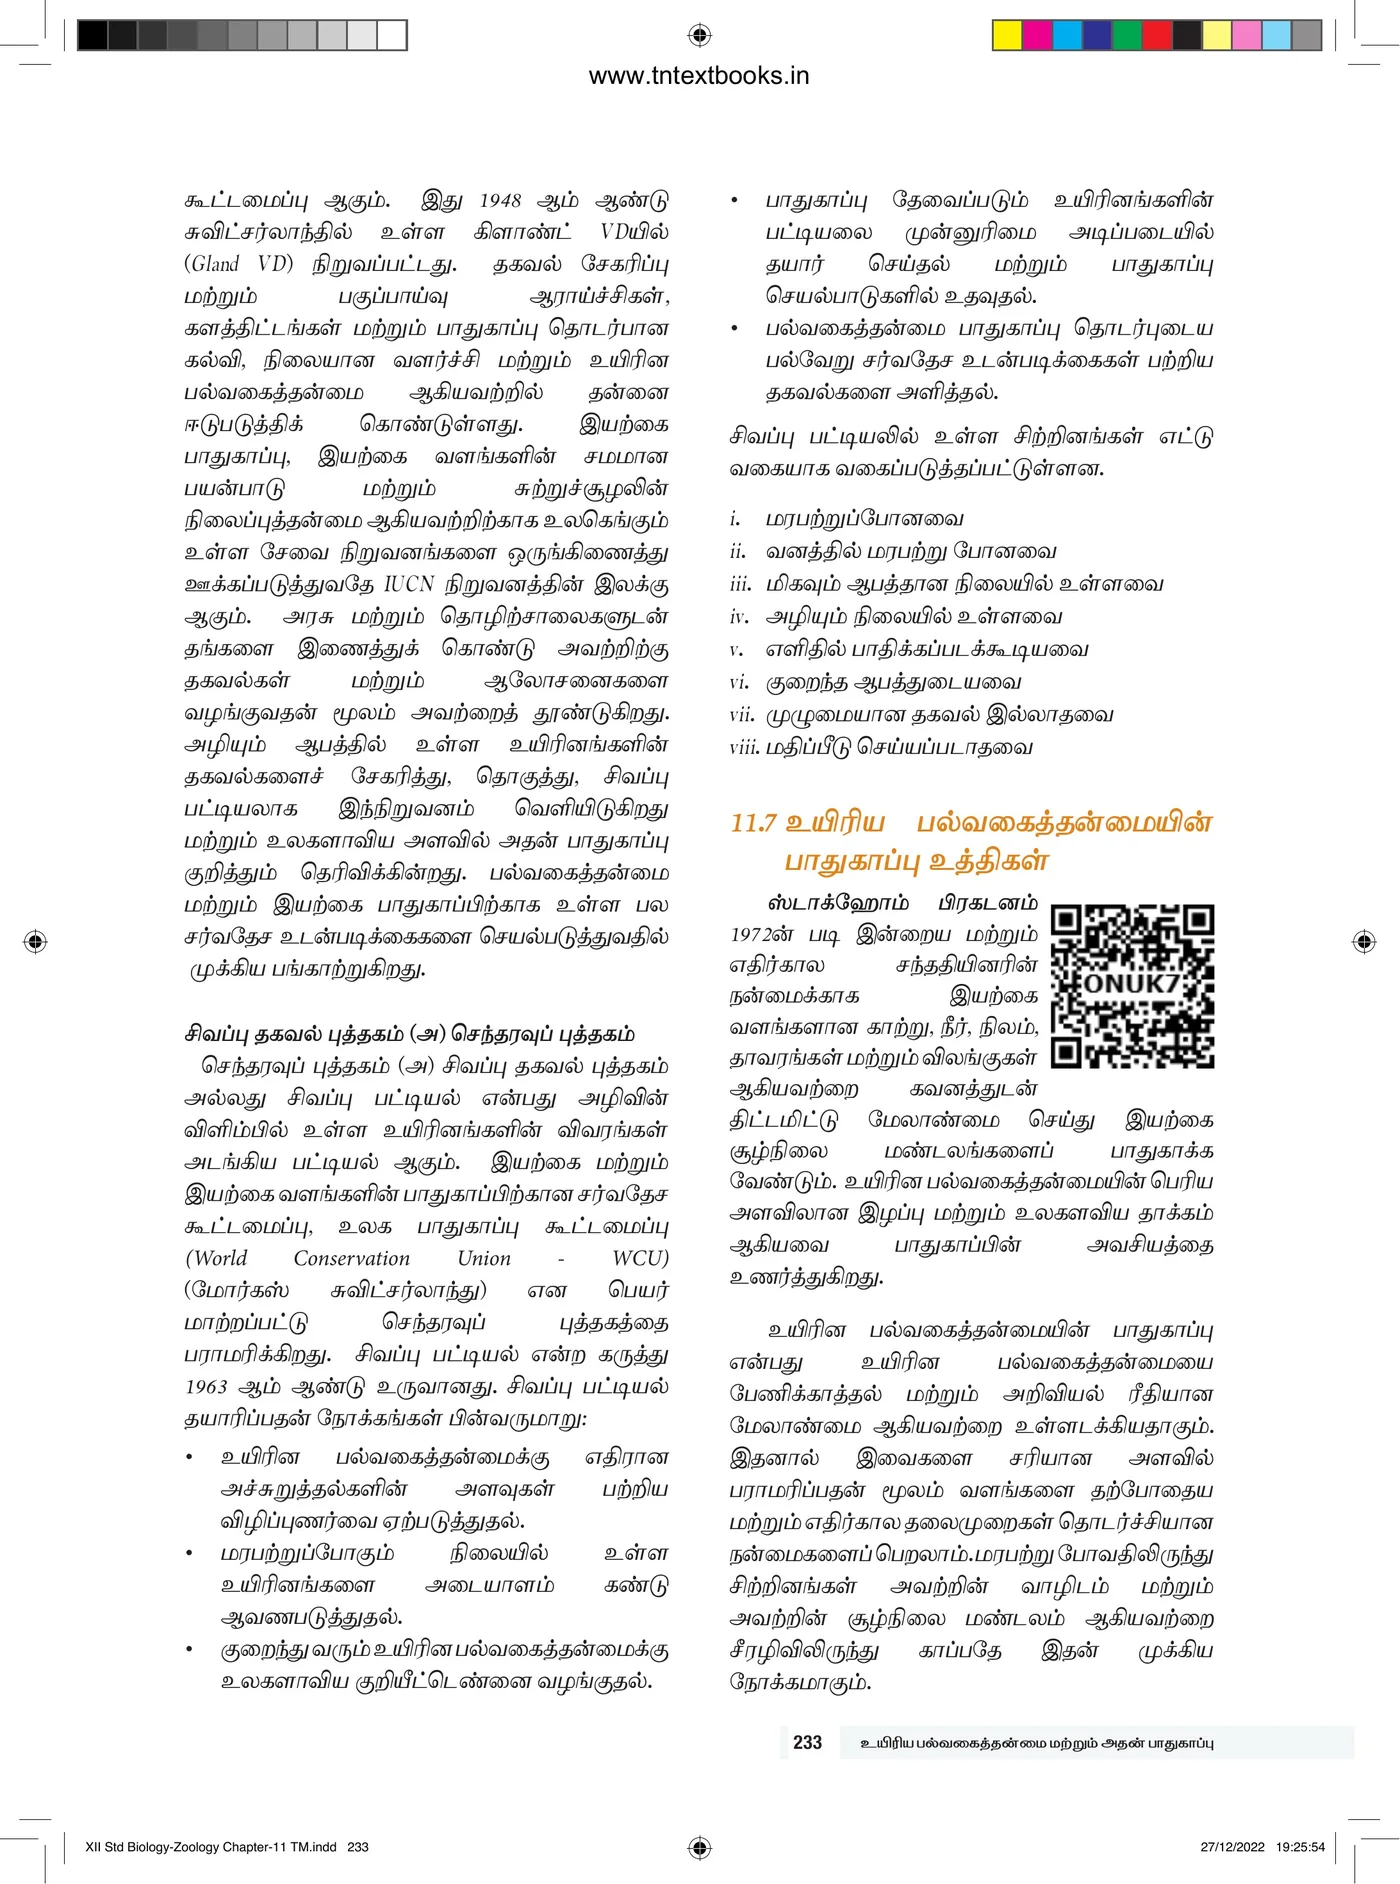 www.tntextbooks.in
கூட்டமைப்பு ஆகும். இது 1948 ஆம் ஆண்டு
சுவிட்சர்லாந்தில் உள்ள கிளாண்ட் VDயில்
(Gland VD) நிறுவப்பட்டது. தகவல் சேகரிப்பு
மற்றும் பகுப்பாய்வு ஆராய்ச்சிகள்,
களத்திட்டங்கள் மற்றும் பாதுகாப்பு தொடர்பான
கல்வி, நிலையான வளர்ச்சி மற்றும் உயிரின
பல்வகைத்தன்மை ஆகியவற்றில் தன்னை
ஈடுபடுத்திக் கொண்டுள்ளது. இயற்கை
பாதுகாப்பு, இயற்கை வளங்களின் சமமான
பயன்பாடு மற்றும் சுற்றுச்சூழலின்
நிலைப்புத்தன்மை ஆகியவற்றிற்காக உலகெங்கும்
உள்ள சேவை நிறுவனங்களை ஒருங்கிணைத்து
ஊக்கப்படுத்துவதே IUCN நிறுவனத்தின் இலக்கு
ஆகும். அரசு மற்றும் தொழிற்சாலைகளுடன்
தங்களை இணைத்துக் கொண்டு அவற்றிற்கு
தகவல்கள் மற்றும் ஆலோசனைகளை
வழங்குவதன் மூலம் அவற்றைத் தூண்டுகிறது.
அழியும் ஆபத்தில் உள்ள உயிரினங்களின்
தகவல்களைச் சேகரித்து, தொகுத்து, சிவப்பு
பட்டியலாக இந்நிறுவனம் வெளியிடுகிறது
மற்றும் உலகளாவிய அளவில் அதன் பாதுகாப்பு
குறித்தும் தெரிவிக்கின்றது. பல்வகைத்தன்மை
மற்றும் இயற்கை பாதுகாப்பிற்காக உள்ள பல
சர்வதேச உடன்படிக்கைகளை செயல்படுத்துவதில்
முக்கிய பங்காற்றுகிறது.
சிவப்பு தகவல் புத்தகம் (அ) செந்தரவுப் புத்தகம்
செந்தரவுப் புத்தகம் (அ) சிவப்பு தகவல் புத்தகம்
அல்லது சிவப்பு பட்டியல் என்பது அழிவின்
விளிம்பில் உள்ள உயிரினங்களின் விவரங்கள்
அடங்கிய பட்டியல் ஆகும். இயற்கை மற்றும்
இயற்கை வளங்களின் பாதுகாப்பிற்கான சர்வதேச
கூட்டமைப்பு, உலக பாதுகாப்பு கூட்டமைப்பு
(World Conservation Union - WCU)
(மோர்கஸ் சுவிட்சர்லாந்து) என பெயர்
மாற்றப்பட்டு செந்தரவுப் புத்தகத்தை
பராமரிக்கிறது. சிவப்பு பட்டியல் என்ற கருத்து
1963 ஆம் ஆண்டு உருவானது. சிவப்பு பட்டியல்
தயாரிப்பதன் நோக்கங்கள் பின்வருமாறு:
• உயிரின பல்வகைத்தன்மைக்கு எதிரான
அச்சுறுத்தல்களின் அளவுகள் பற்றிய
விழிப்புணர்வை ஏற்படுத்துதல்.
• மரபற்றுப்போகும் நிலையில் உள்ள
உயிரினங்களை அடையாளம் கண்டு
ஆவணபடுத்துதல்.
• குறைந்து வரும் உயிரின பல்வகைத்தன்மைக்கு
உலகளாவிய குறியீட்டெண்னை வழங்குதல்.
• பாதுகாப்பு தேவைப்படும் உயிரினங்களின்
பட்டியலை முன்னுரிமை அடிப்படையில்
தயார் செய்தல் மற்றும் பாதுகாப்பு
செயல்பாடுகளில் உதவுதல்.
• பல்வகைத்தன்மை பாதுகாப்பு தொடர்புடைய
பல்வேறு சர்வதேச உடன்படிக்கைகள் பற்றிய
தகவல்களை அளித்தல்.
சிவப்பு பட்டியலில் உள்ள சிற்றினங்கள் எட்டு
வகையாக வகைப்படுத்தப்பட்டுள்ளன.
i. மரபற்றுப்போனவை
ii. வனத்தில் மரபற்று போனவை
iii. மிகவும் ஆபத்தான நிலையில் உள்ளவை
iv. அழியும் நிலையில் உள்ளவை
v. எளிதில் பாதிக்கப்படக்கூடியவை
vi. குறைந்த ஆபத்துடையவை
vii. முழுமையான தகவல் இல்லாதவை
viii. மதிப்பீடு செய்யப்படாதவை
11.7 உயிரிய பல்வகைத்தன்மையின்
பாதுகாப்பு உத்திகள்
ஸ்டாக்ஹோம் பிரகடனம்
1972ன் படி இன்றைய மற்றும்
எதிர்கால சந்ததியினரின்
நன்மைக்காக இயற்கை
வளங்களான காற்று, நீர், நிலம்,
தாவரங்கள் மற்றும் விலங்குகள்
ஆகியவற்றை கவனத்துடன்
திட்டமிட்டு மேலாண்மை செய்து இயற்கை
சூழ்நிலை மண்டலங்களைப் பாதுகாக்க
வேண்டும். உயிரின பல்வகைத்தன்மையின் பெரிய
அளவிலான இழப்பு மற்றும் உலகளவிய தாக்கம்
ஆகியவை பாதுகாப்பின் அவசியத்தை
உணர்த்துகிறது.
ONUK7
உயிரின பல்வகைத்தன்மையின் பாதுகாப்பு
என்பது உயிரின பல்வகைத்தன்மையை
பேணிக்காத்தல் மற்றும் அறிவியல் ரீதியான
மேலாண்மை ஆகியவற்றை உள்ளடக்கியதாகும்.
இதனால் இவைகளை சரியான அளவில்
பராமரிப்பதன் மூலம் வளங்களை தற்போதைய
மற்றும் எதிர்கால தலைமுறைகள் தொடர்ச்சியான
நன்மைகளைப் பெறலாம். மரபற்று போவதிலிருந்து
சிற்றினங்கள் அவற்றின் வாழிடம் மற்றும்
அவற்றின் சூழ்நிலை மண்டலம் ஆகியவற்றை
சீரழிவிலிருந்து காப்பதே இதன் முக்கிய
நோக்கமாகும்.
233 உயிரிய பல்வகைத்தன்மை மற்றும் அதன் பாதுகாப்பு
XII Std Biology-Zoology Chapter-11 TM.indd 233
27/12/2022 19:25:54